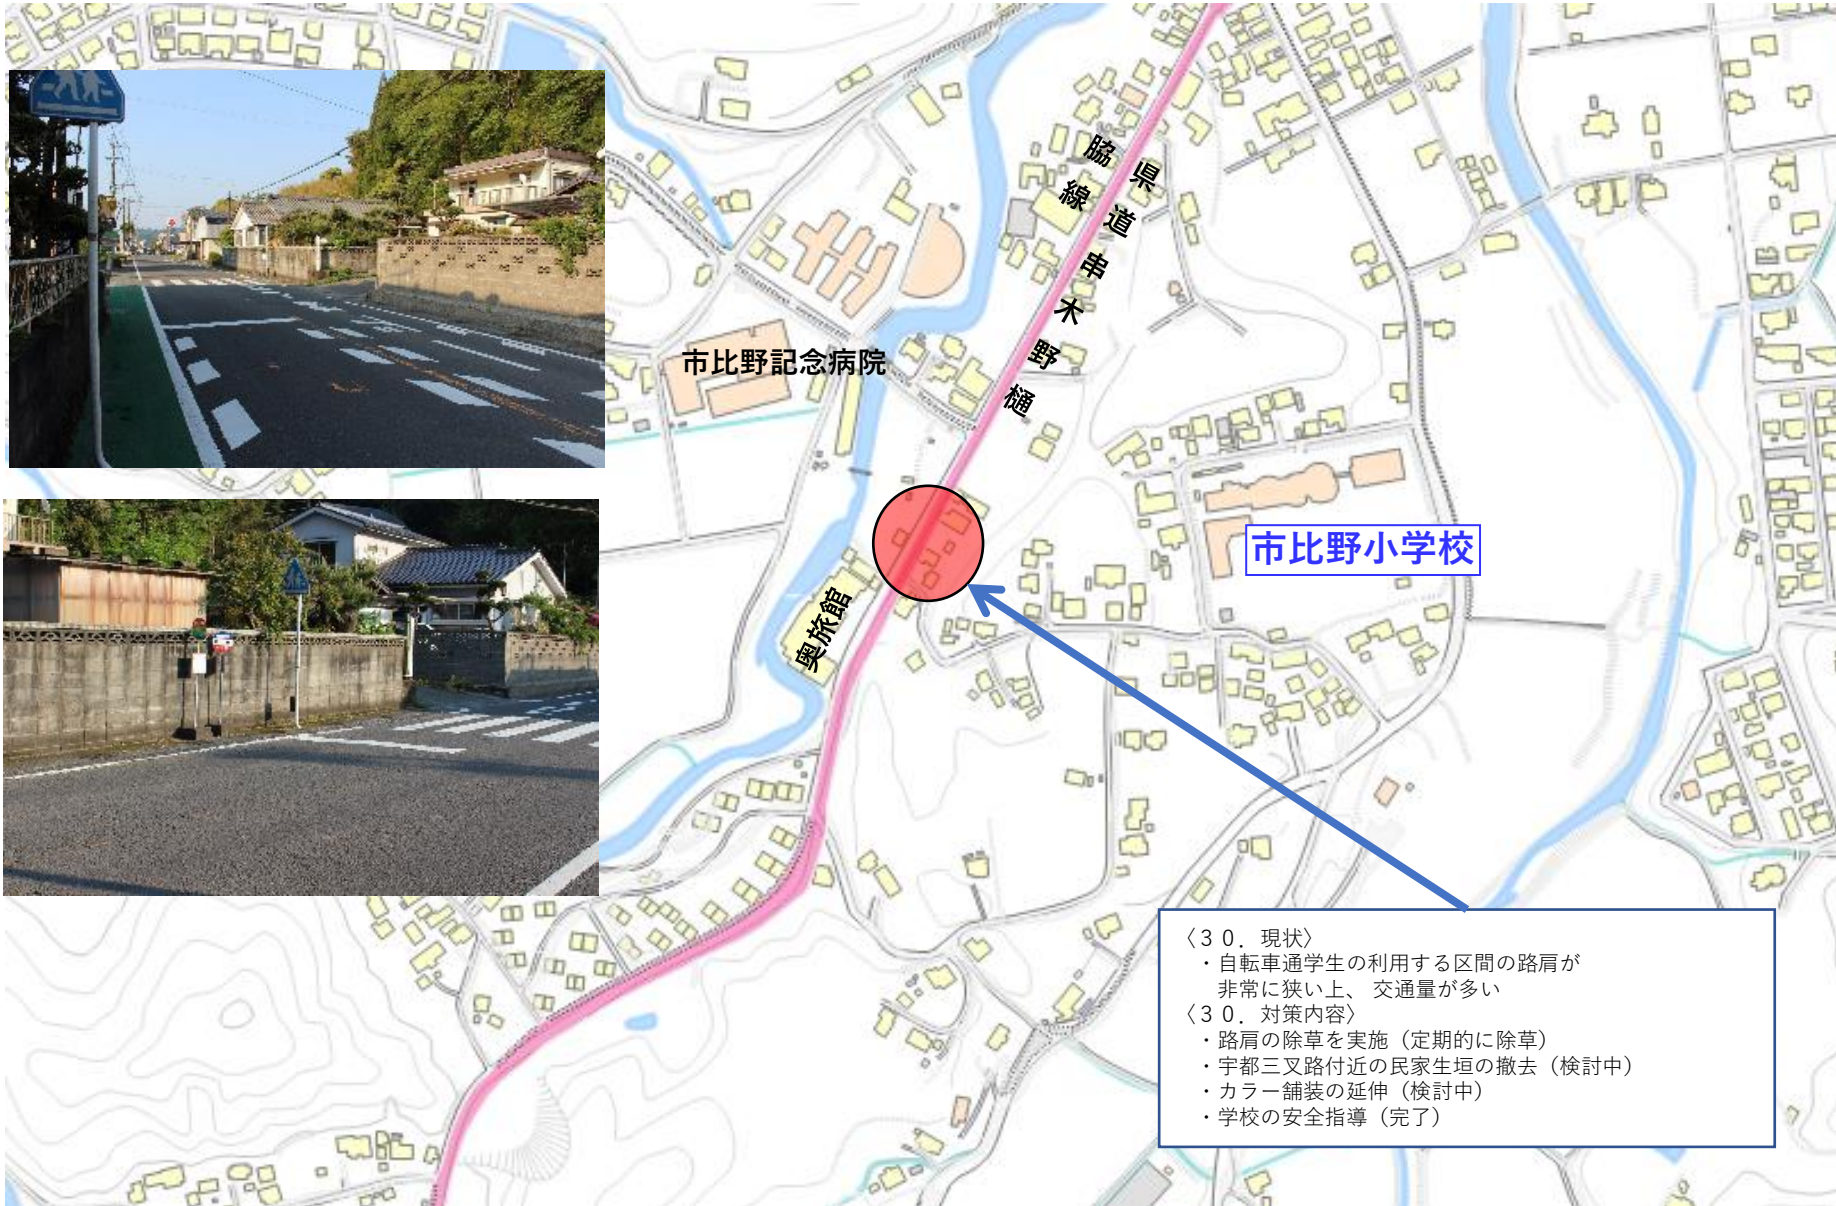 県道串木野樋
脇線
市比野記念病院
市比野小学校
奥旅館
〈３０．現状〉
・自転車通学生の利用する区間の路肩が
非常に狭い上、 交通量が多い
〈３０．対策内容〉
・路肩の除草を実施（定期的に除草）
・宇都三叉路付近の民家生垣の撤去（検討中）
・カラー舗装の延伸（検討中）
・学校の安全指導（完了）